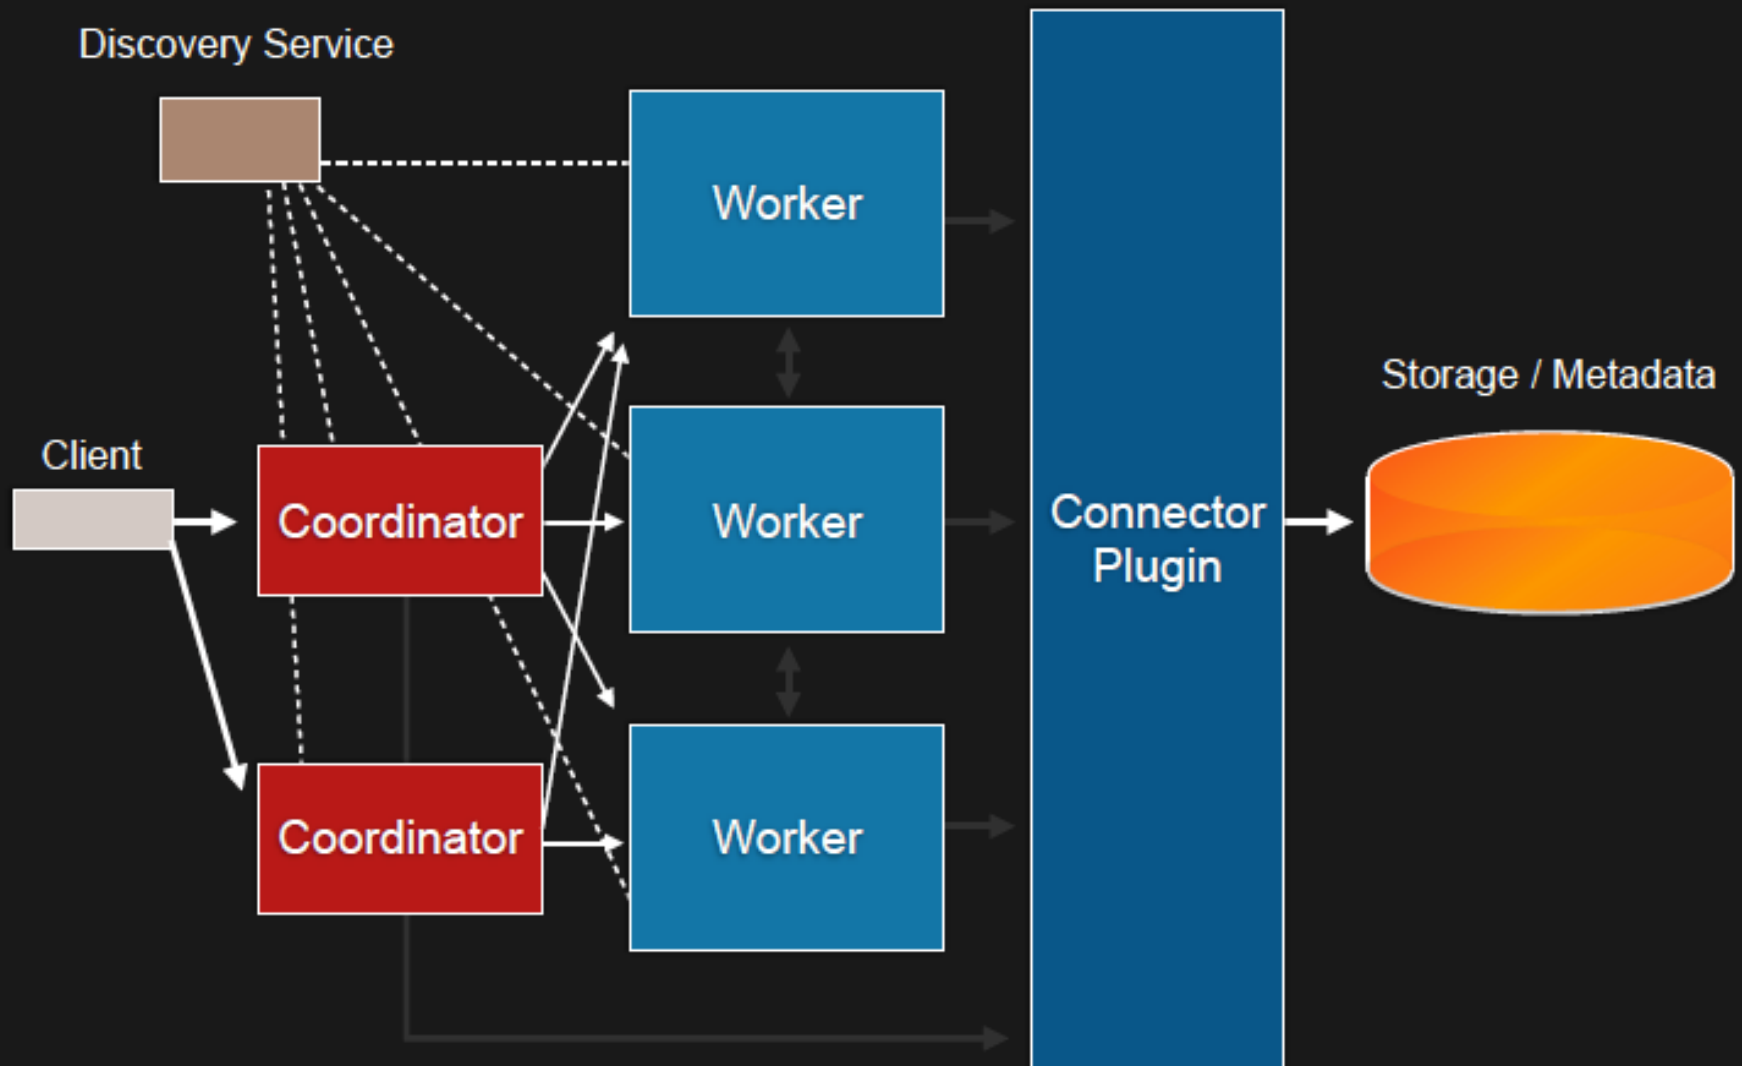 Discovery Service
Worker
Storage / Metadata
Client
Coordinator
Worker
Connector
Plugin
Coordinator
Worker